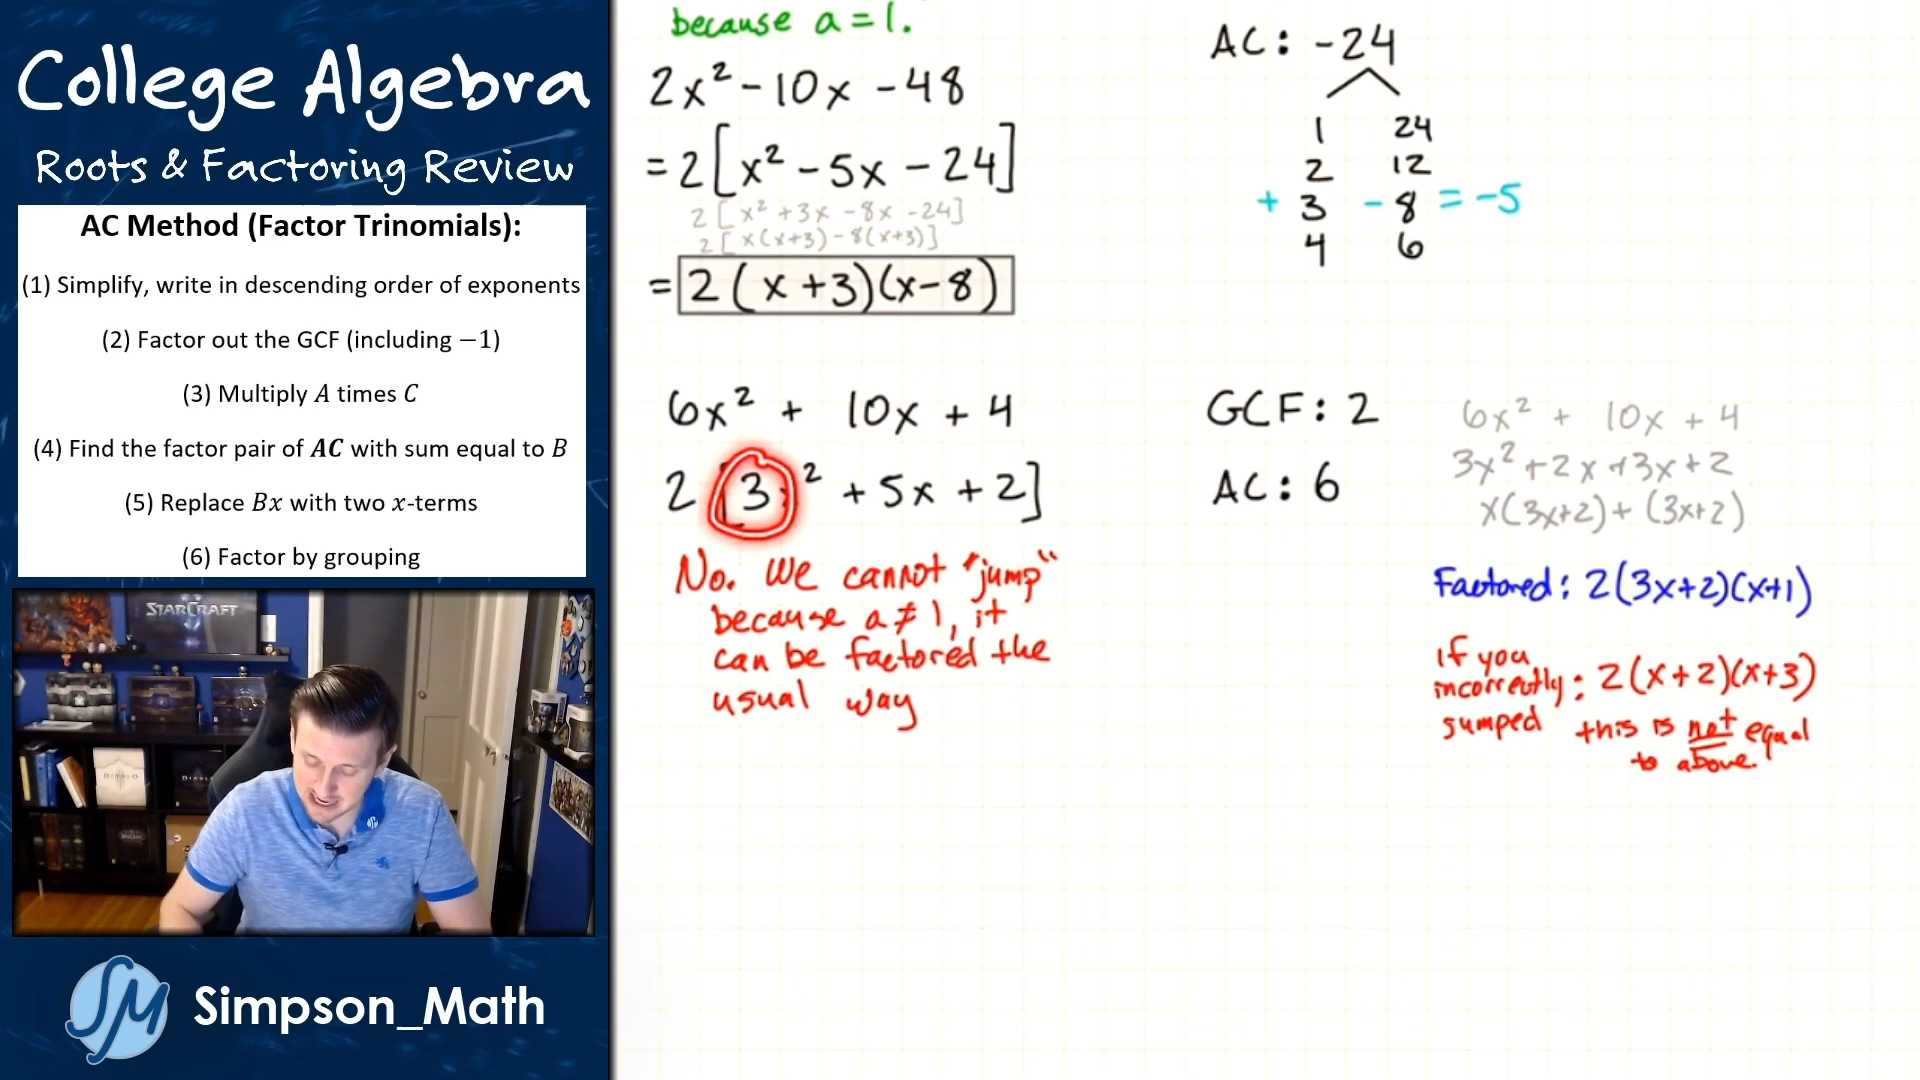 College Algebra
Roots & Factoring Review
AC Method (Factor Trinomials):
(1) Simplify, write in descending order of exponents
(2) Factor out the GCF (including −1)
(3) Multiply A times C
(4) Find the factor pair of AC with sum equal to B
(5) Replace Bx with two x-terms
(6) Factor by grouping
STARCRAFT
DIABLO
Simpson_Math
because a = 1.
2x² - 10x - 48
= 2[x² - 5x - 24]
2[x² + 3x - 8x - 24]
2[x(x+3) - 8(x+3)]
= 2(x+3)(x-8)
AC: -24
1 24
2 12
+ 3 - 8 = -5
4 6
6x² + 10x + 4
2[3 ² + 5x + 2]
No. We cannot "jump"
because a ≠ 1, it
can be factored the
usual way
GCF: 2
AC: 6
6x² + 10x + 4
3x² + 2x + 3x + 2
x(3x+2) + (3x+2)
Factored: 2(3x+2)(x+1)
if you
incorrectly : 2(x+2)(x+3)
jumped this is not equal
to above.